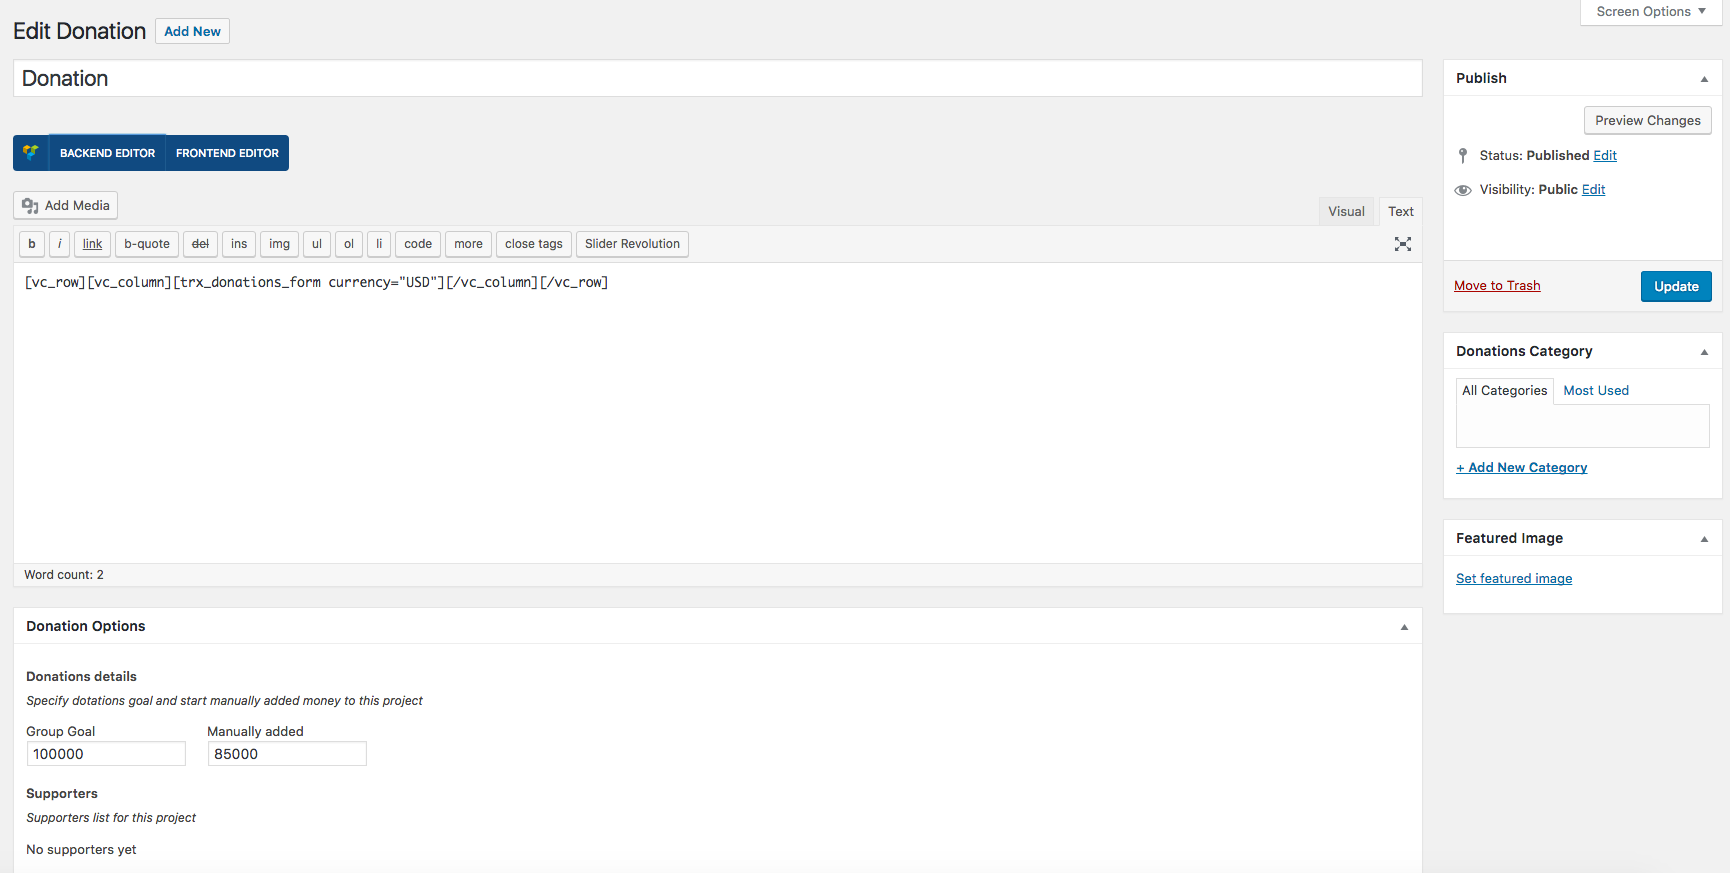 Screen Options
Edit Donation Add New
Donation
BACKEND EDITOR FRONTEND EDITOR
Add Media
Visual Text
b i link b-quote del ins img ul ol li code more close tags Slider Revolution
[vc_row][vc_column][trx_donations_form currency="USD"][/vc_column][/vc_row]
Word count: 2
Donation Options
Donations details
Specify dotations goal and start manually added money to this project
Group Goal Manually added
100000 85000
Supporters
Supporters list for this project
No supporters yet
Publish
Preview Changes
Status: Published Edit
Visibility: Public Edit
Move to Trash Update
Donations Category
All Categories Most Used
+ Add New Category
Featured Image
Set featured image